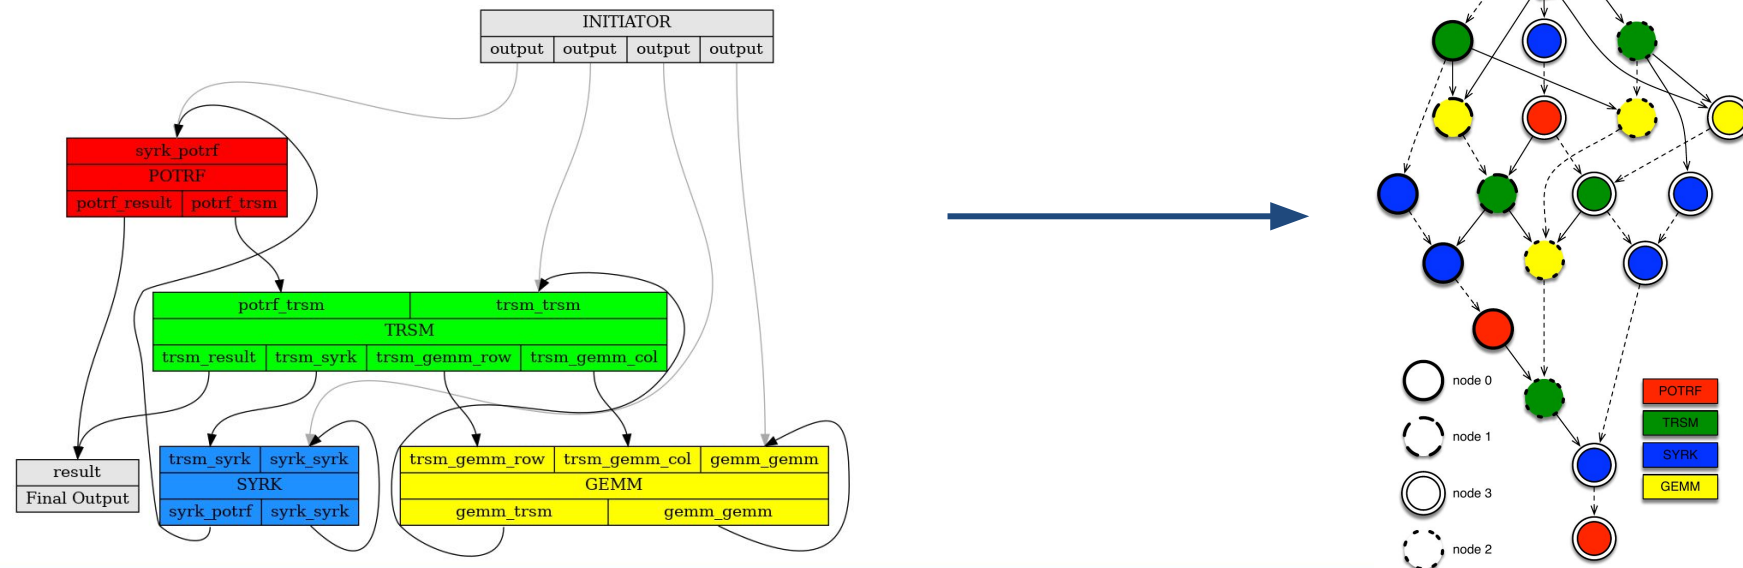 INITIATOR
output output output output
syrk_potrf
POTRF
potrf_result potrf_trsm
potrf_trsm trsm_trsm
TRSM
trsm_result trsm_syrk trsm_gemm_row trsm_gemm_col
result
Final Output
trsm_syrk syrk_syrk
SYRK
syrk_potrf syrk_syrk
trsm_gemm_row trsm_gemm_col gemm_gemm
GEMM
gemm_trsm gemm_gemm
node 0
node 1
node 3
node 2
POTRF
TRSM
SYRK
GEMM